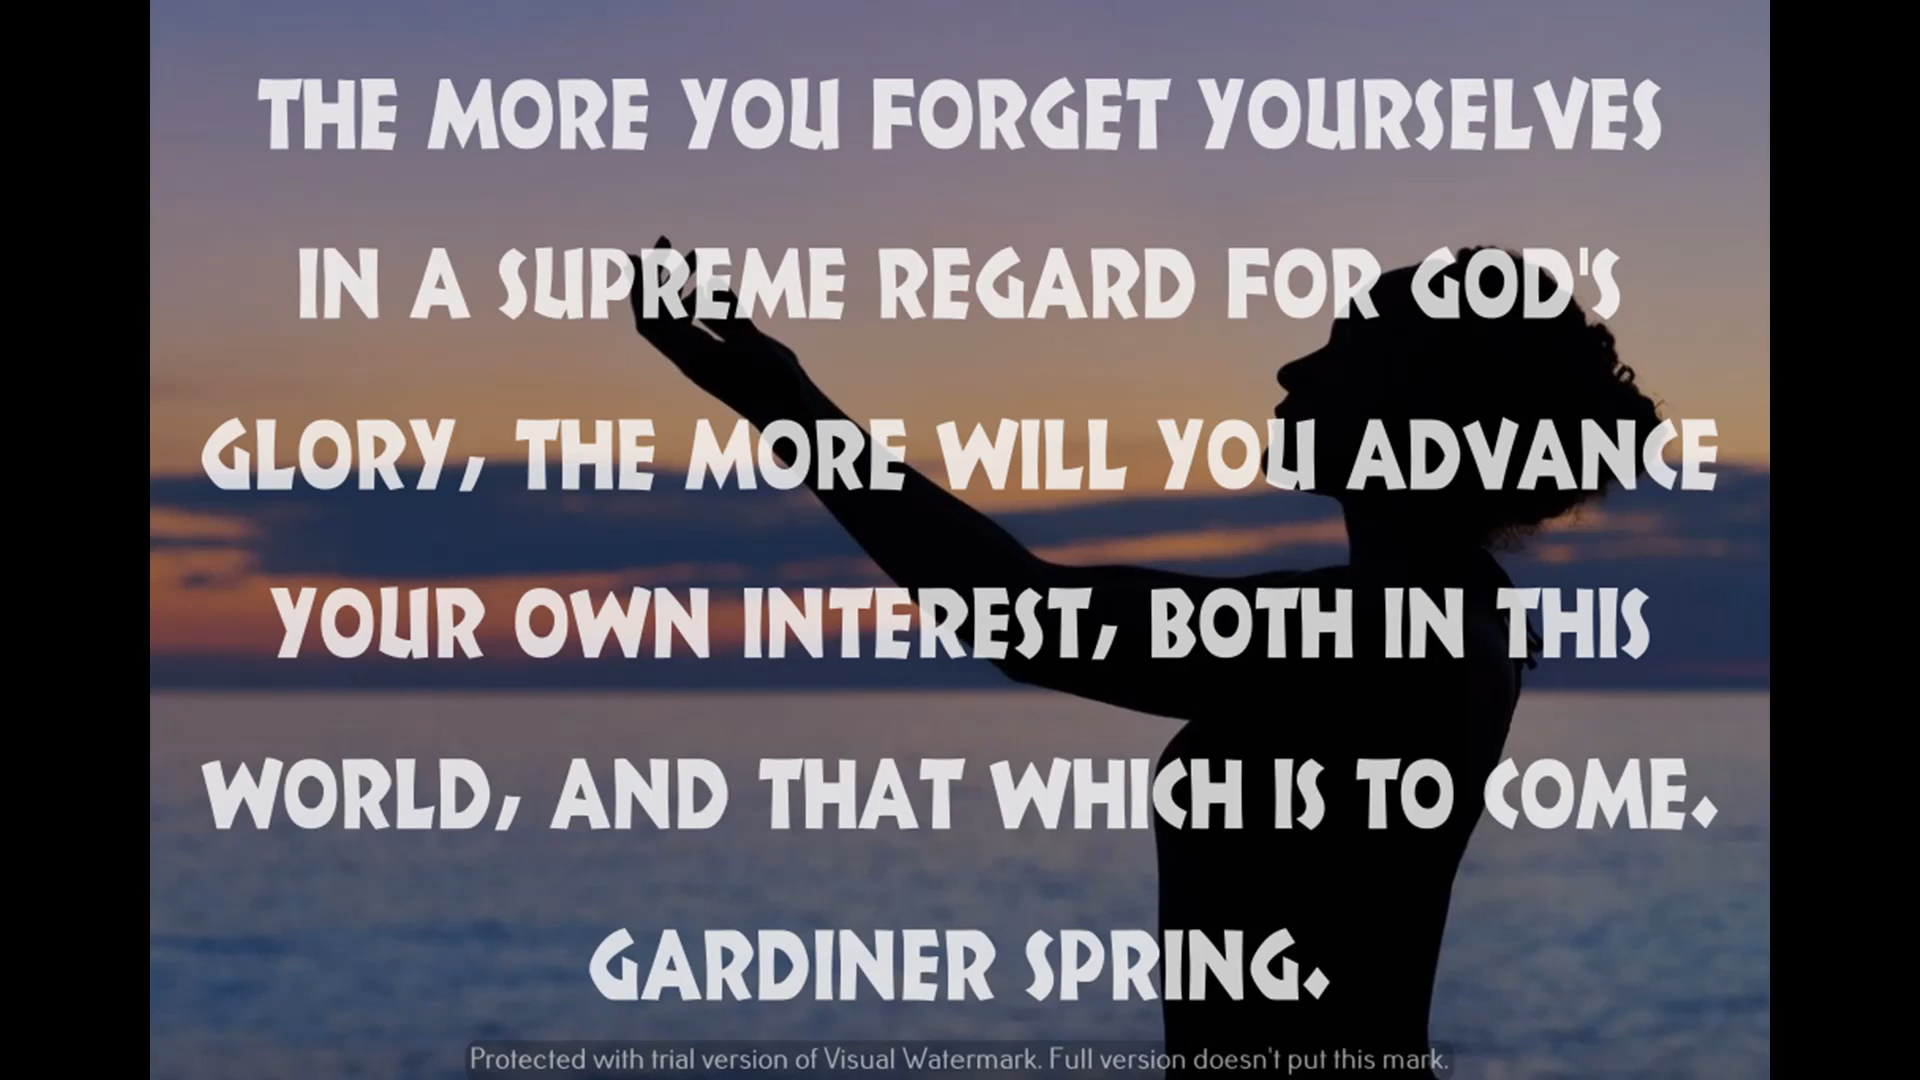 THE MORE YOU FORGET YOURSELVES
IN A SUPREME REGARD FOR GOD'S
GLORY, THE MORE WILL YOU ADVANCE
YOUR OWN INTEREST, BOTH IN THIS
WORLD, AND THAT WHICH IS TO COME.
GARDINER SPRING.
Protected with trial version of Visual Watermark. Full version doesn't put this mark.